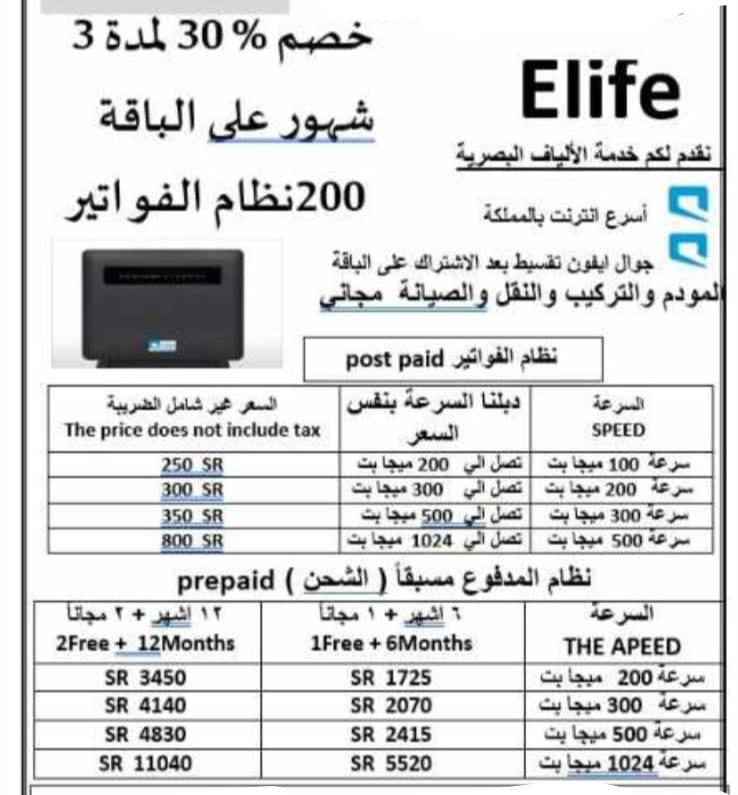 خصم % 30 لمدة 3
شهور على الباقة
200نظام الفواتير
Elife
نقدم لكم خدمة الألياف البصرية
أسرع انترنت بالمملكة
جوال ايفون تقسيط بعد الاشتراك على الباقة
المودم والتركيب والنقل والصيانة مجاني
نظام الفواتير post paid
السرعة دبلنا السرعة بنفس السعر السعر غير شامل الضريبة
SPEED The price does not include tax
سرعة 100 ميجا بت تصل الي 200 ميجا بت 250 SR
سرعة 200 ميجا بت تصل الي 300 ميجا بت 300 SR
سرعة 300 ميجا بت تصل الي 500 ميجا بت 350 SR
سرعة 500 ميجا بت تصل الي 1024 ميجا بت 800 SR
نظام المدفوع مسبقاً ( الشحن ) prepaid
السرعة ٦ اشهر + ١ مجاناً ١٢ اشهر + ٢ مجاناً
THE APEED 1Free + 6Months 2Free + 12Months
سرعة 200 ميجا بت SR 1725 SR 3450
سرعة 300 ميجا بت SR 2070 SR 4140
سرعة 500 ميجا بت SR 2415 SR 4830
سرعة 1024 ميجا بت SR 5520 SR 11040